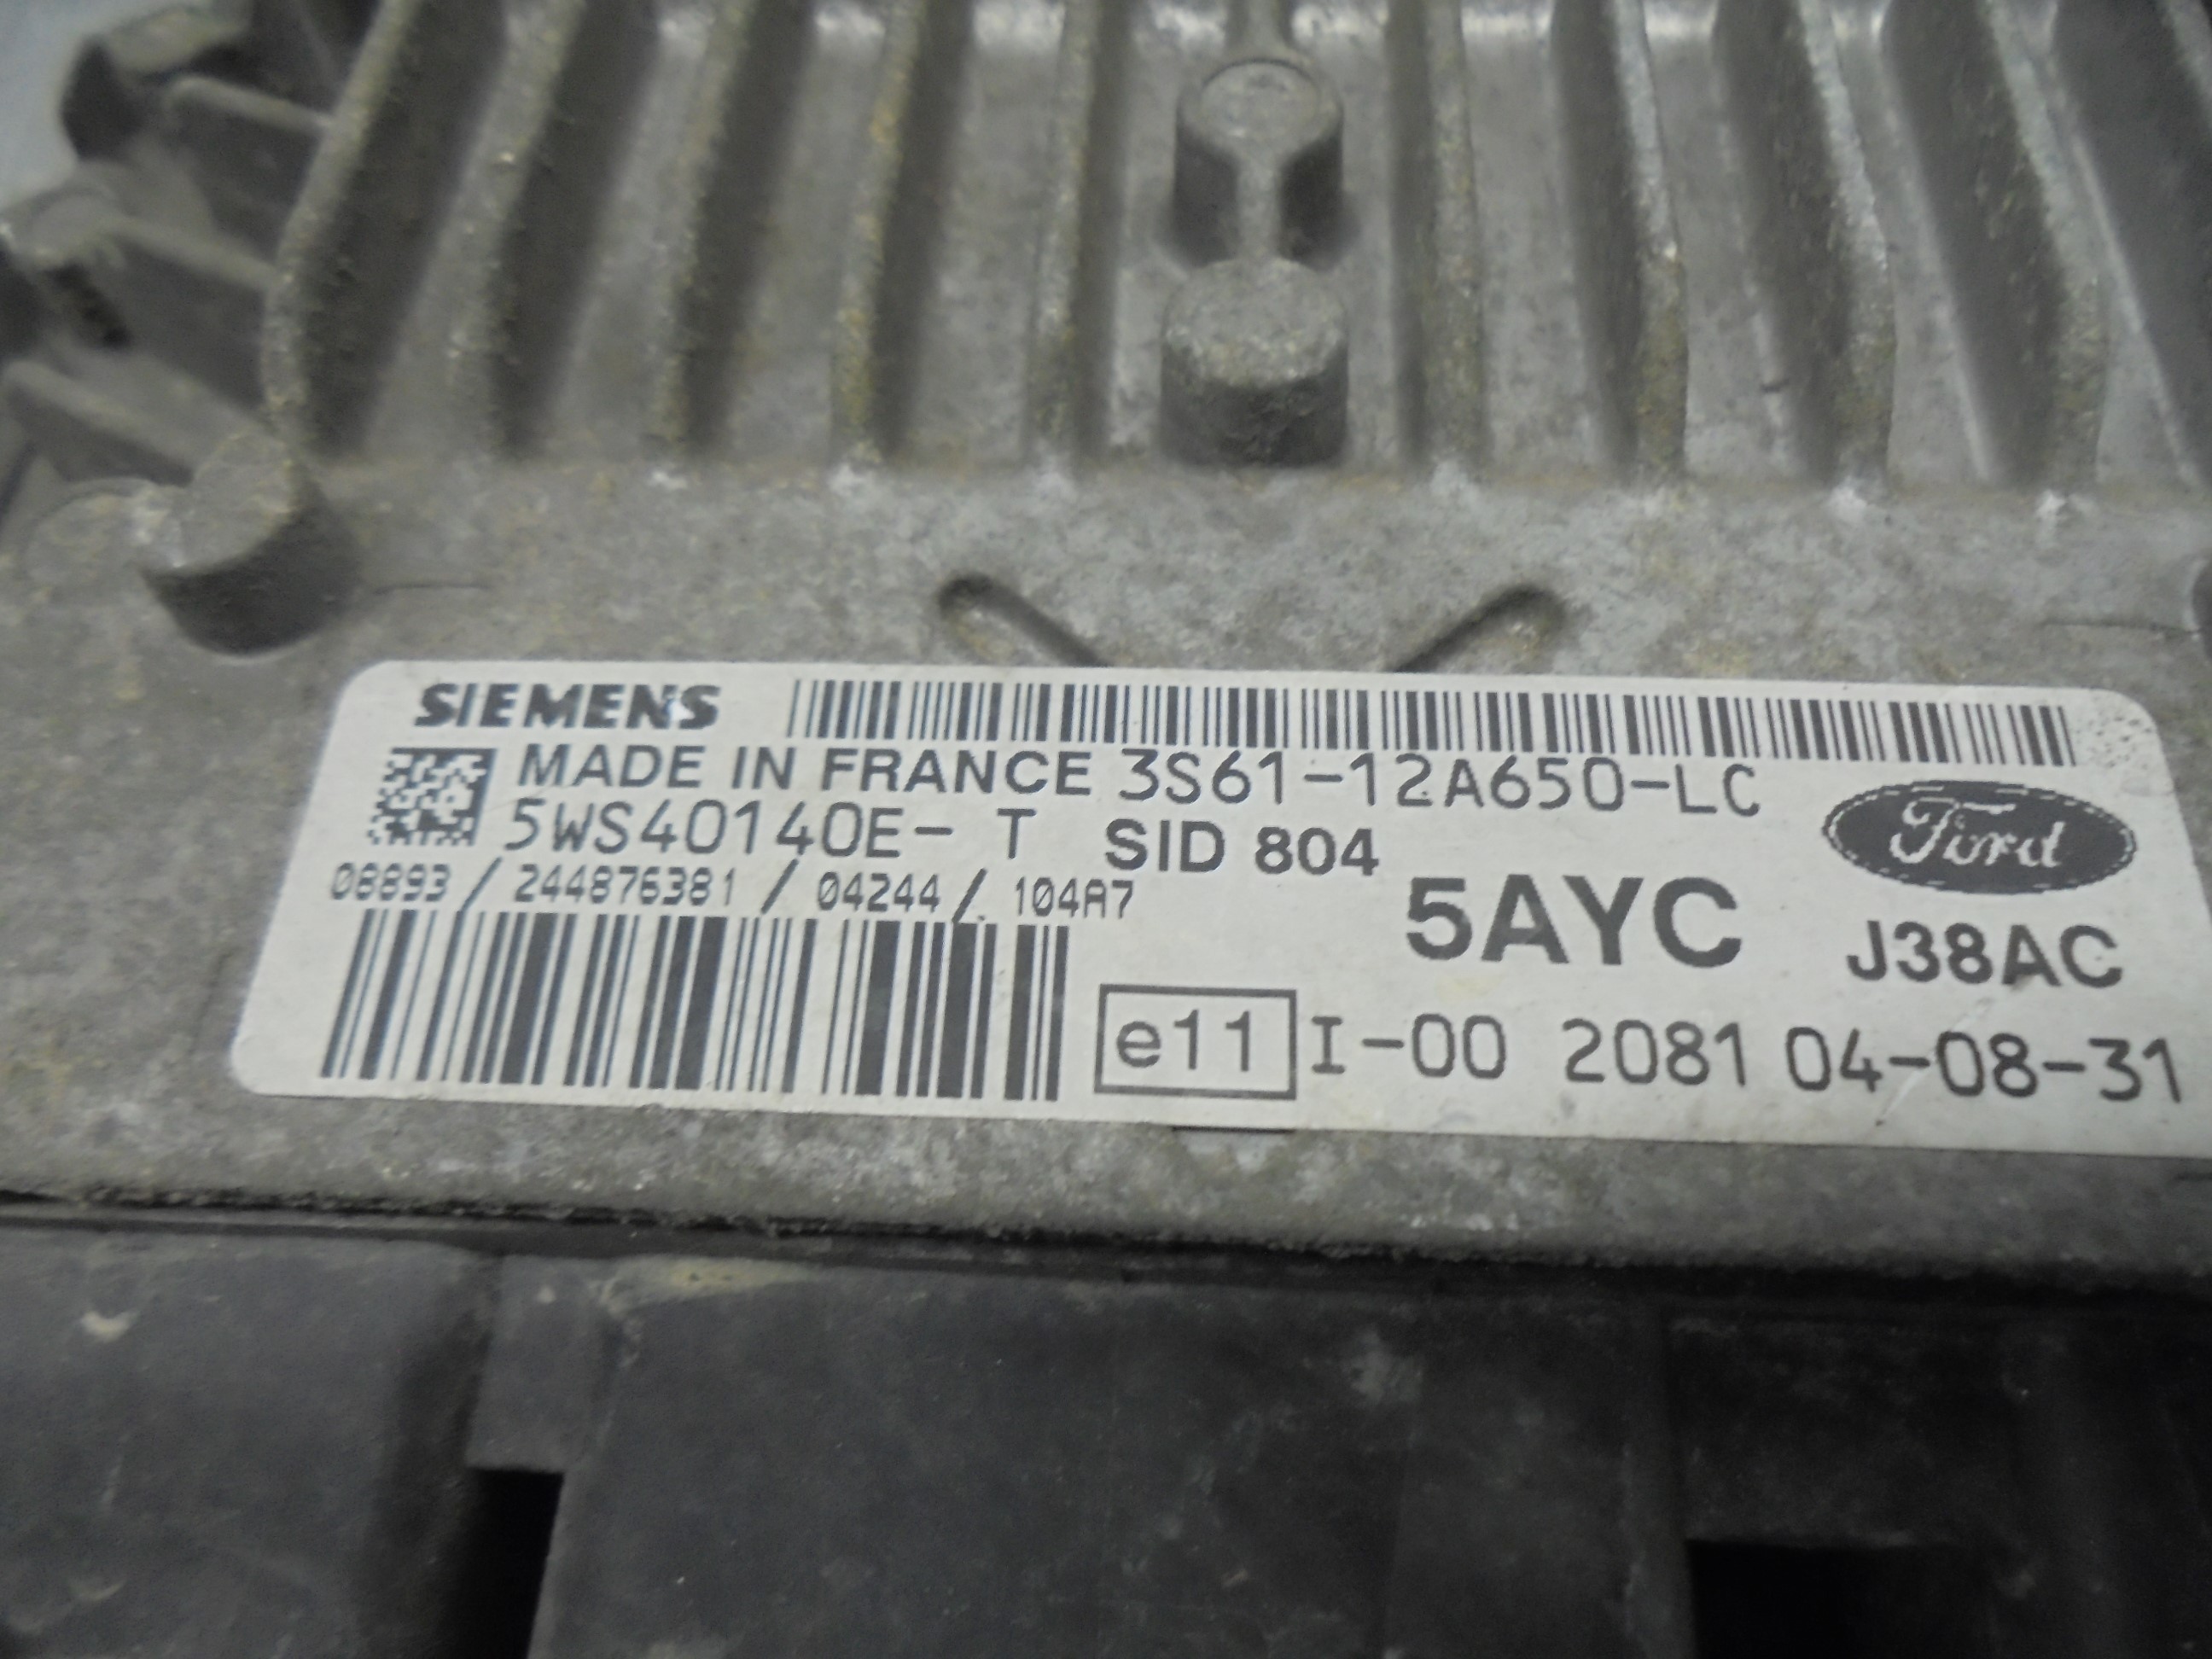 SIEMENS
MADE IN FRANCE 3S61-12A650-LC
5WS40140E- T SID 804
Ford
08893 / 244876381 / 04244 / 104A7
5AYC J38AC
e11 I-00 2081 04-08-31